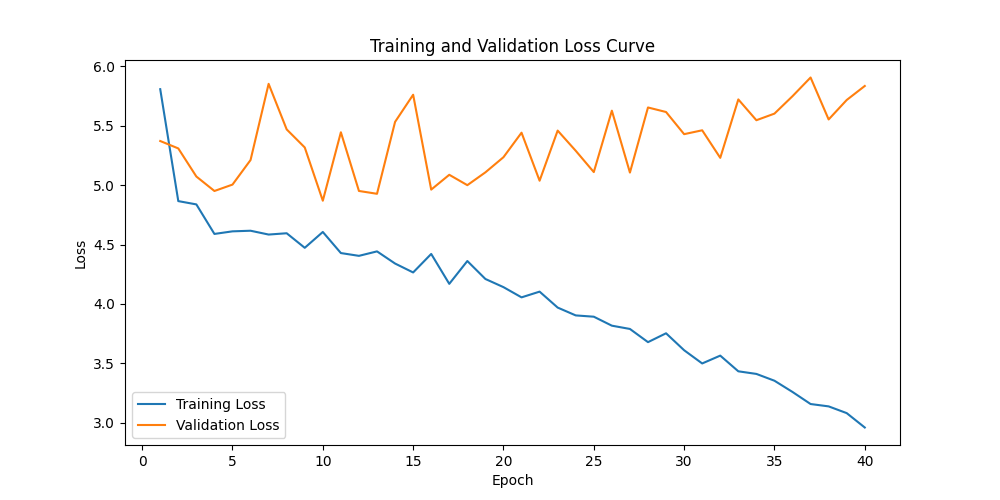 Training and Validation Loss Curve
6.0
5.5
5.0
4.5
4.0
3.5
3.0
Loss
Training Loss
Validation Loss
0 5 10 15 20 25 30 35 40
Epoch